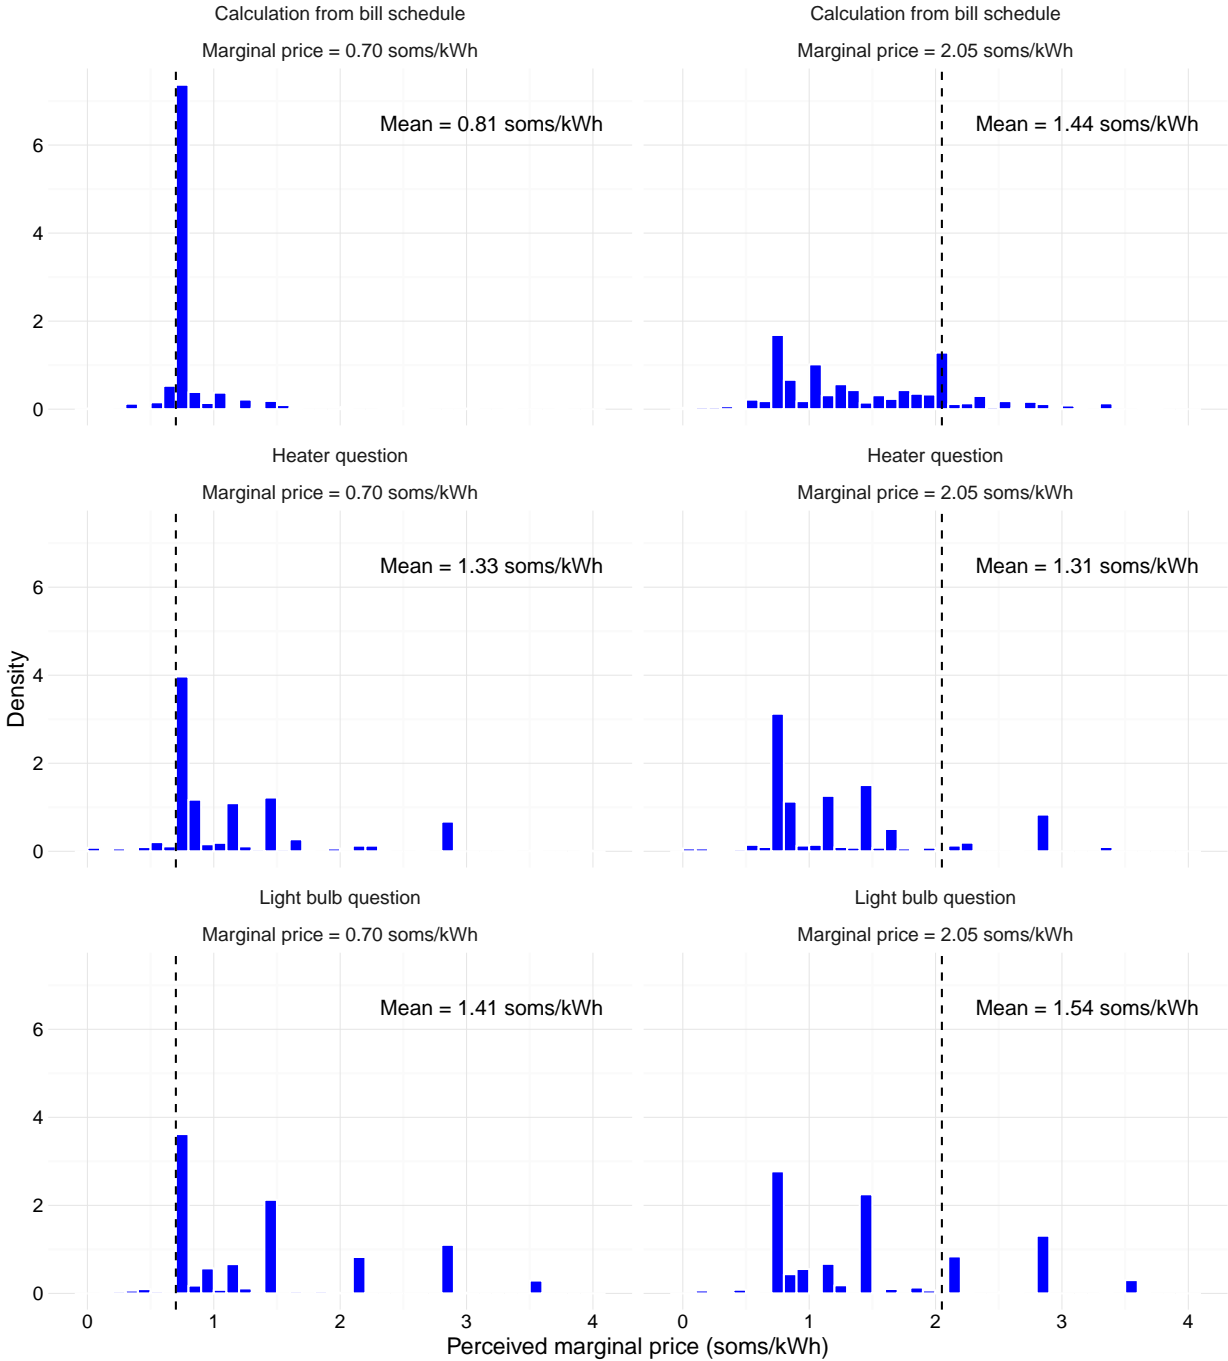 Calculation from bill schedule
Marginal price = 0.70 soms/kWh
Mean = 0.81 soms/kWh
6
4
2
0
Calculation from bill schedule
Marginal price = 2.05 soms/kWh
Mean = 1.44 soms/kWh
Heater question
Marginal price = 0.70 soms/kWh
Mean = 1.33 soms/kWh
6
4
2
0
Heater question
Marginal price = 2.05 soms/kWh
Mean = 1.31 soms/kWh
Density
Light bulb question
Marginal price = 0.70 soms/kWh
Mean = 1.41 soms/kWh
6
4
2
0
Light bulb question
Marginal price = 2.05 soms/kWh
Mean = 1.54 soms/kWh
0 1 2 3 4
0 1 2 3 4
Perceived marginal price (soms/kWh)